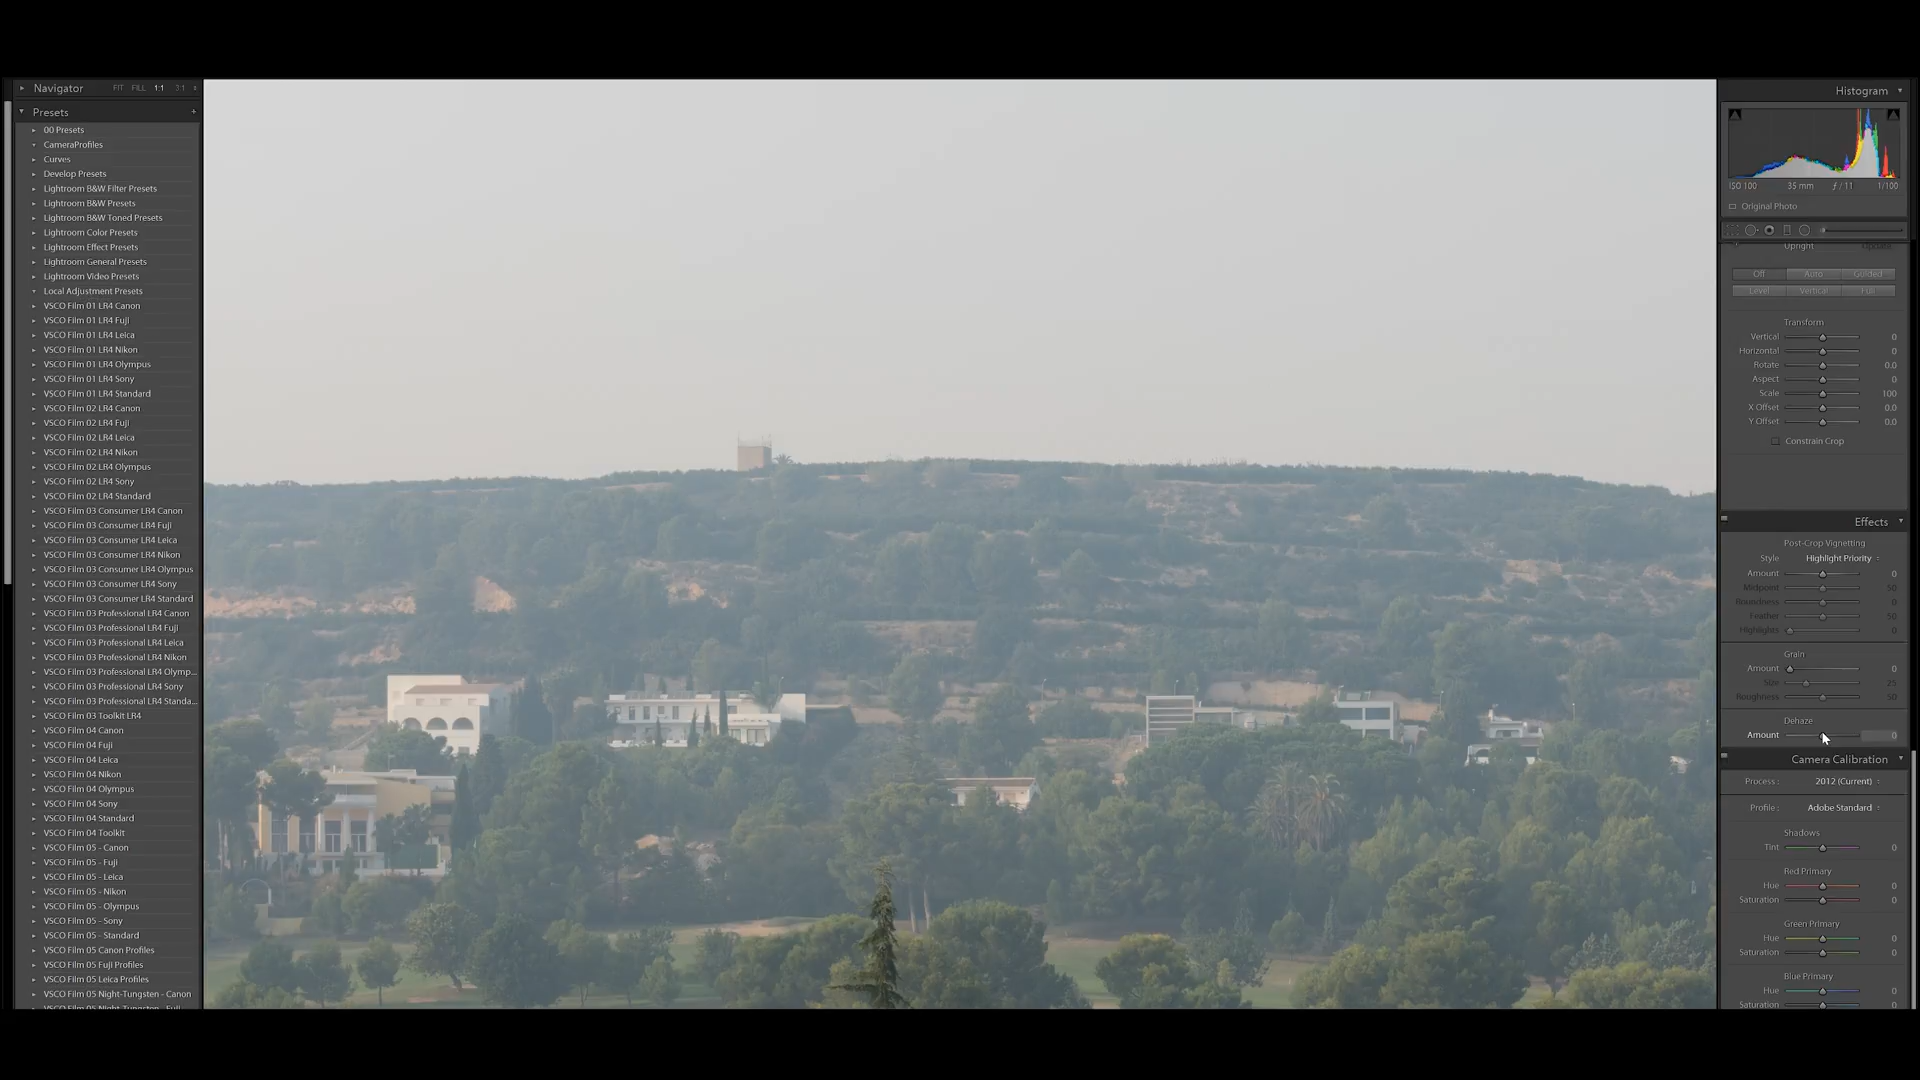 Navigator
FIT FILL 1:1 3:1
Presets +
00 Presets
CameraProfiles
Curves
Develop Presets
Lightroom B&W Filter Presets
Lightroom B&W Presets
Lightroom B&W Toned Presets
Lightroom Color Presets
Lightroom Effect Presets
Lightroom General Presets
Lightroom Video Presets
Local Adjustment Presets
VSCO Film 01 LR4 Canon
VSCO Film 01 LR4 Fuji
VSCO Film 01 LR4 Leica
VSCO Film 01 LR4 Nikon
VSCO Film 01 LR4 Olympus
VSCO Film 01 LR4 Sony
VSCO Film 01 LR4 Standard
VSCO Film 02 LR4 Canon
VSCO Film 02 LR4 Fuji
VSCO Film 02 LR4 Leica
VSCO Film 02 LR4 Nikon
VSCO Film 02 LR4 Olympus
VSCO Film 02 LR4 Sony
VSCO Film 02 LR4 Standard
VSCO Film 03 Consumer LR4 Canon
VSCO Film 03 Consumer LR4 Fuji
VSCO Film 03 Consumer LR4 Leica
VSCO Film 03 Consumer LR4 Nikon
VSCO Film 03 Consumer LR4 Olympus
VSCO Film 03 Consumer LR4 Sony
VSCO Film 03 Consumer LR4 Standard
VSCO Film 03 Professional LR4 Canon
VSCO Film 03 Professional LR4 Fuji
VSCO Film 03 Professional LR4 Leica
VSCO Film 03 Professional LR4 Nikon
VSCO Film 03 Professional LR4 Olymp...
VSCO Film 03 Professional LR4 Sony
VSCO Film 03 Professional LR4 Standa...
VSCO Film 03 Toolkit LR4
VSCO Film 04 Canon
VSCO Film 04 Fuji
VSCO Film 04 Leica
VSCO Film 04 Nikon
VSCO Film 04 Olympus
VSCO Film 04 Sony
VSCO Film 04 Standard
VSCO Film 04 Toolkit
VSCO Film 05 - Canon
VSCO Film 05 - Fuji
VSCO Film 05 - Leica
VSCO Film 05 - Nikon
VSCO Film 05 - Olympus
VSCO Film 05 - Sony
VSCO Film 05 - Standard
VSCO Film 05 Canon Profiles
VSCO Film 05 Fuji Profiles
VSCO Film 05 Leica Profiles
VSCO Film 05 Night-Tungsten - Canon
VSCO Film 05 Night-Tungsten - Fuji
Histogram
ISO 100 35 mm ƒ / 11 1/100
Original Photo
Upright Update
Off Auto Guided
Level Vertical Full
Transform
Vertical 0
Horizontal 0
Rotate 0.0
Aspect 0
Scale 100
X Offset 0.0
Y Offset 0.0
Constrain Crop
Effects
Post-Crop Vignetting
Style Highlight Priority
Amount 0
Midpoint 50
Roundness 0
Feather 50
Highlights 0
Grain
Amount 0
Size 25
Roughness 50
Dehaze
Amount 0
Camera Calibration
Process : 2012 (Current)
Profile : Adobe Standard
Shadows
Tint 0
Red Primary
Hue 0
Saturation 0
Green Primary
Hue 0
Saturation 0
Blue Primary
Hue 0
Saturation 0